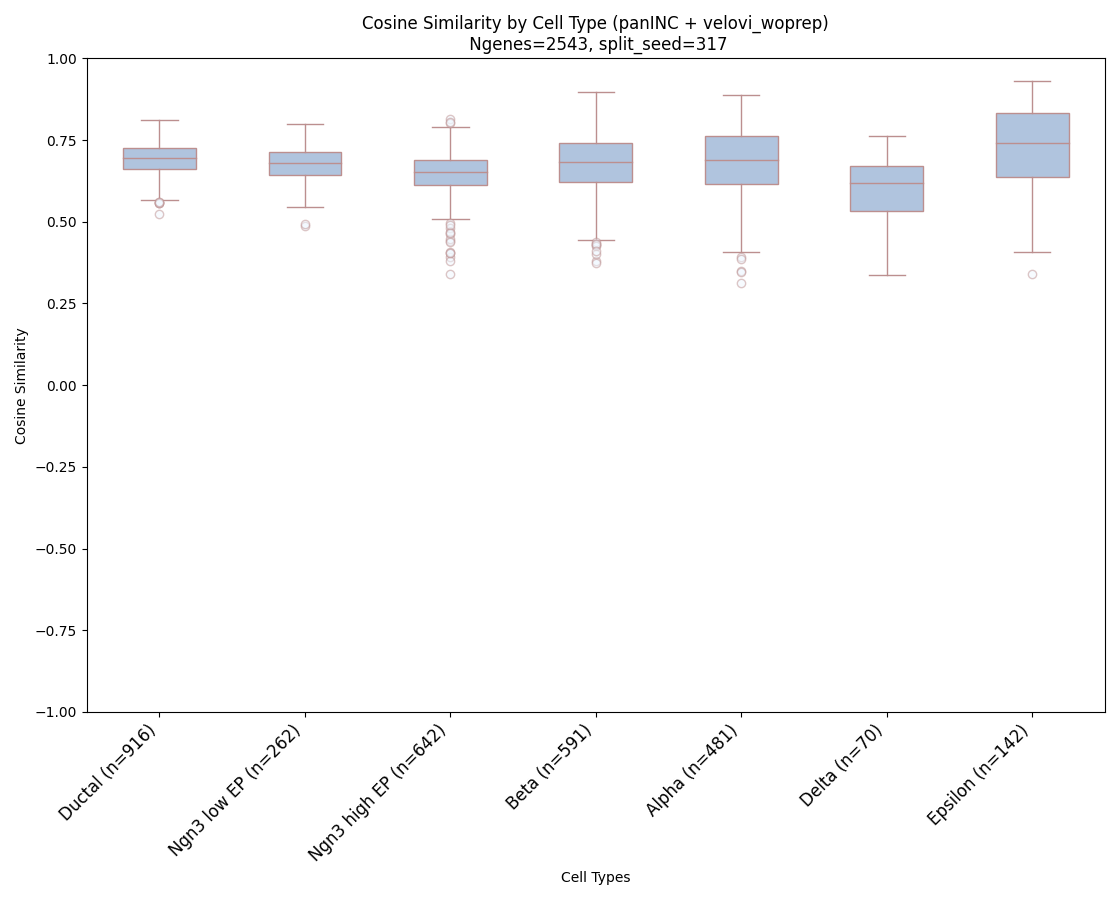 Cosine Similarity by Cell Type (panINC + velovi_woprep)
Ngenes=2543, split_seed=317
Cosine Similarity
1.00
0.75
0.50
0.25
0.00
−0.25
−0.50
−0.75
−1.00
Ductal (n=916)
Ngn3 low EP (n=262)
Ngn3 high EP (n=642)
Beta (n=591)
Alpha (n=481)
Delta (n=70)
Epsilon (n=142)
Cell Types